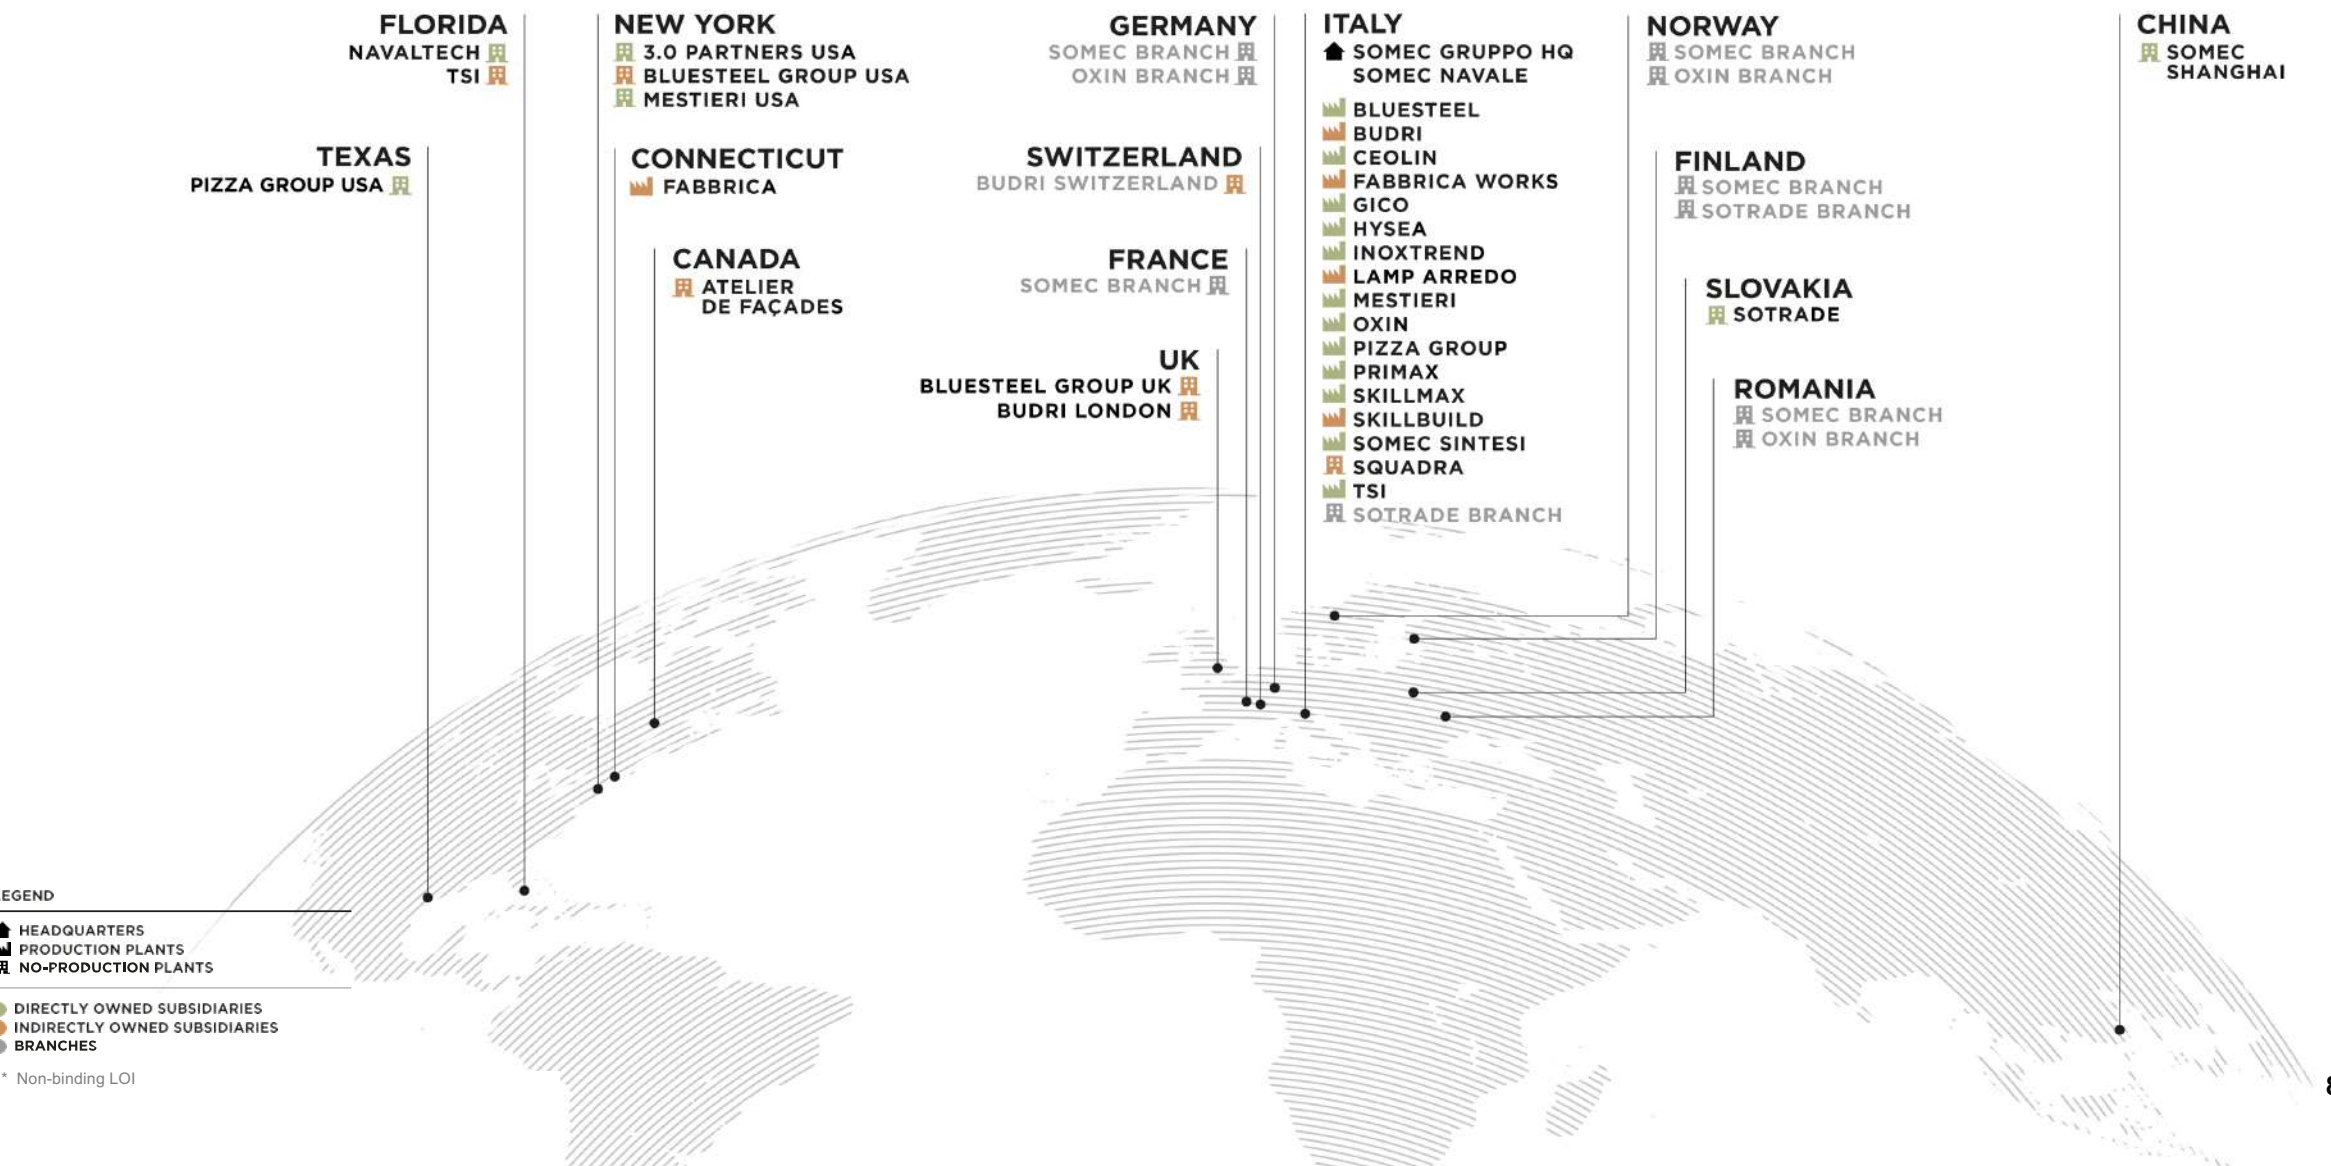 FLORIDA
NAVALTECH
TSI
NEW YORK
3.0 PARTNERS USA
BLUESTEEL GROUP USA
MESTIERI USA
TEXAS
PIZZA GROUP USA
CONNECTICUT
FABBRICA
CANADA
ATELIER
DE FAÇADES
GERMANY
SOMEC BRANCH
OXIN BRANCH
SWITZERLAND
BUDRI SWITZERLAND
FRANCE
SOMEC BRANCH
UK
BLUESTEEL GROUP UK
BUDRI LONDON
ITALY
SOMEC GRUPPO HQ
SOMEC NAVALE
BLUESTEEL
BUDRI
CEOLIN
FABBRICA WORKS
GICO
HYSEA
INOXTREND
LAMP ARREDO
MESTIERI
OXIN
PIZZA GROUP
PRIMAX
SKILLMAX
SKILLBUILD
SOMEC SINTESI
SQUADRA
TSI
SOTRADE BRANCH
NORWAY
SOMEC BRANCH
OXIN BRANCH
FINLAND
SOMEC BRANCH
SOTRADE BRANCH
SLOVAKIA
SOTRADE
ROMANIA
SOMEC BRANCH
OXIN BRANCH
CHINA
SOMEC
SHANGHAI
EGEND
HEADQUARTERS
PRODUCTION PLANTS
NO-PRODUCTION PLANTS
DIRECTLY OWNED SUBSIDIARIES
INDIRECTLY OWNED SUBSIDIARIES
BRANCHES
* Non-binding LOI